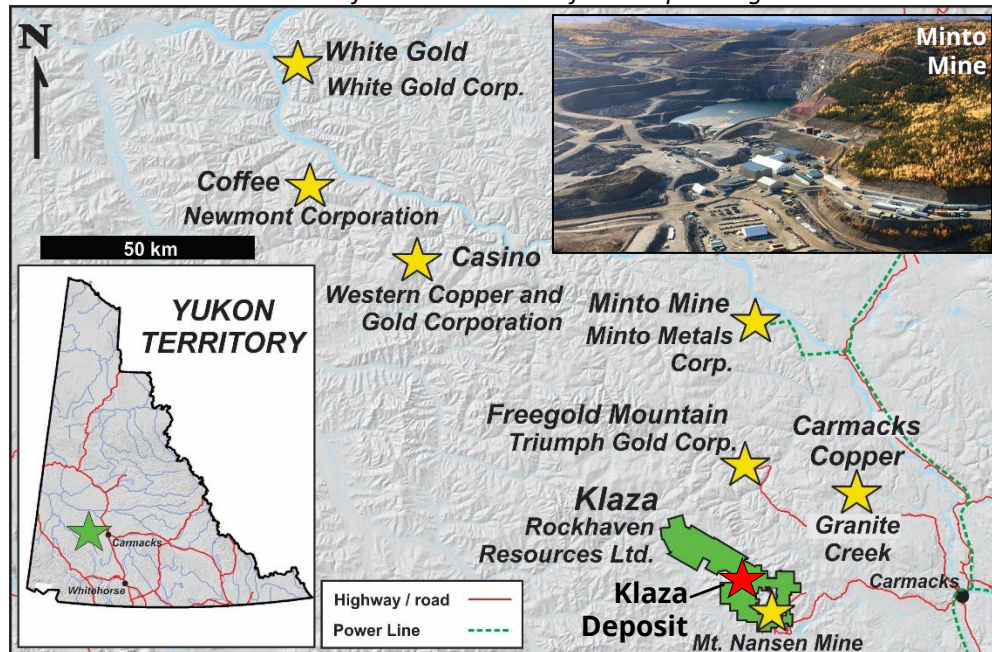 N
White Gold
White Gold Corp.
Minto
Mine
Coffee
Newmont Corporation
50 km
Casino
Western Copper and
Gold Corporation
Minto Mine
Minto Metals
Corp.
YUKON
TERRITORY
Carmacks
Whitehorse
Freegold Mountain
Triumph Gold Corp.
Carmacks
Copper
Granite
Creek
Klaza
Rockhaven
Resources Ltd.
Klaza
Deposit
Mt. Nansen Mine
Carmacks
Highway / road
Power Line